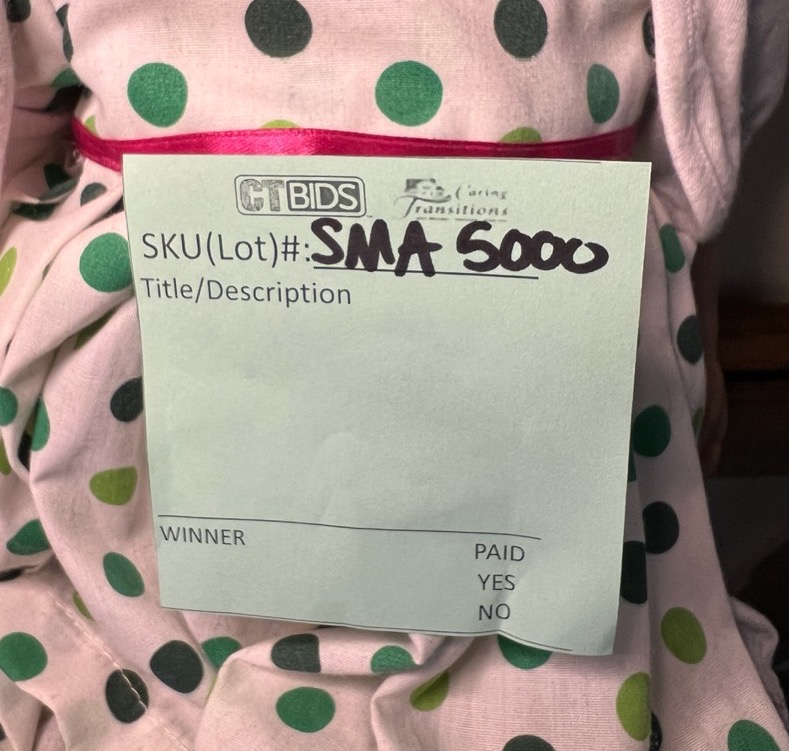 CTBIDS
Caring
Transitions
SKU(Lot)#:SMA 5000
Title/Description
WINNER
PAID
YES
NO